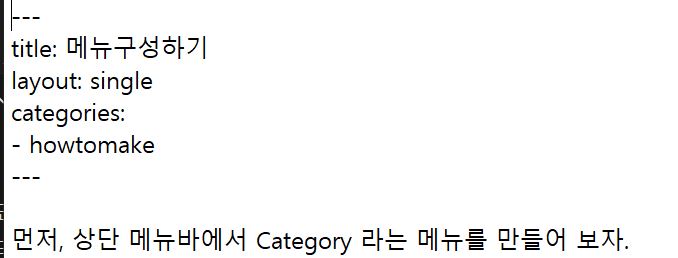 ---
title: 메뉴구성하기
layout: single
categories:
- howtomake
---
먼저, 상단 메뉴바에서 Category 라는 메뉴를 만들어 보자.